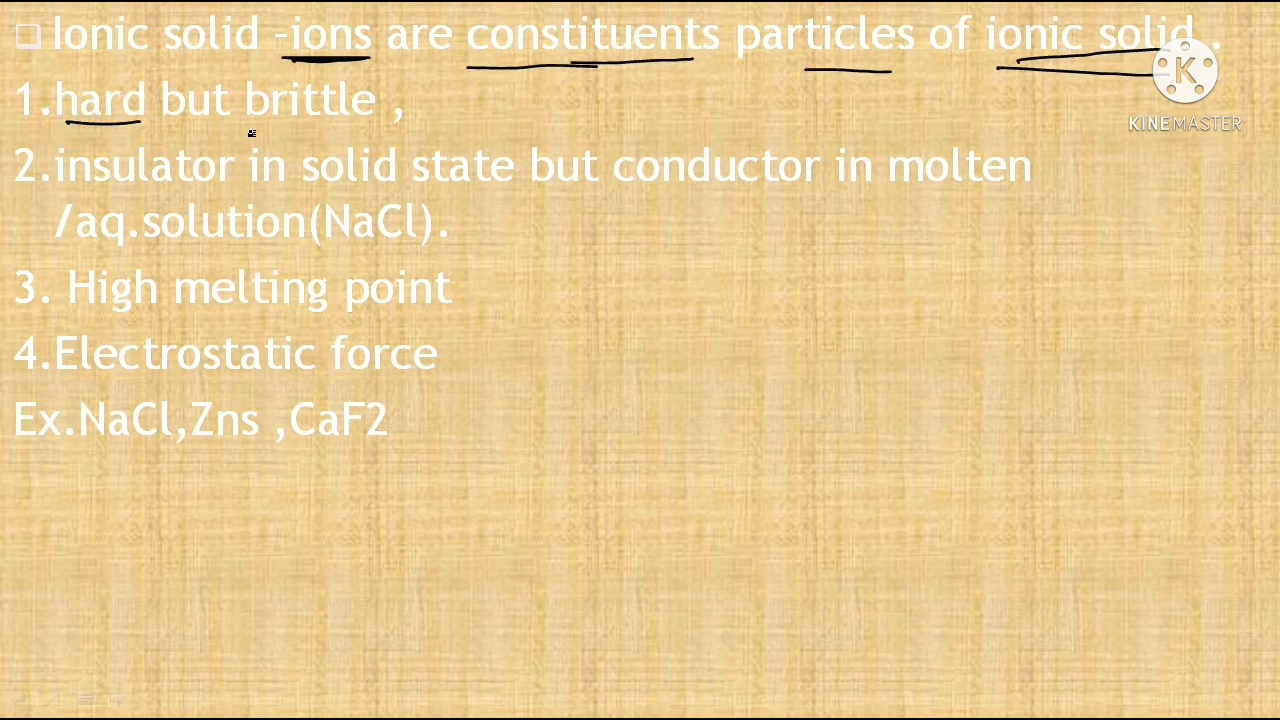 Ionic solid –ions are constituents particles of ionic solid .
K
KINEMASTER
1.hard but brittle ,
2.insulator in solid state but conductor in molten
/aq.solution(NaCl).
3. High melting point
4.Electrostatic force
Ex.NaCl,Zns ,CaF2